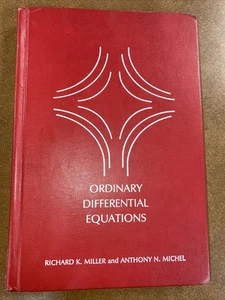 ORDINARY
DIFFERENTIAL
EQUATIONS
RICHARD K. MILLER and ANTHONY N. MICHEL